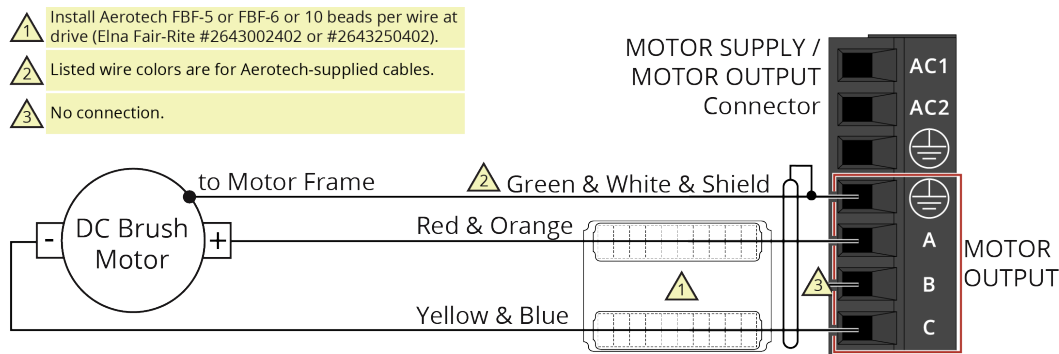 1
Install Aerotech FBF-5 or FBF-6 or 10 beads per wire at
drive (Elna Fair-Rite #2643002402 or #2643250402).
2
Listed wire colors are for Aerotech-supplied cables.
3
No connection.
MOTOR SUPPLY /
MOTOR OUTPUT
Connector
AC1
AC2
to Motor Frame
2
Green & White & Shield
DC Brush
Motor
-
+
Red & Orange
A
MOTOR
OUTPUT
1
3
B
Yellow & Blue
C